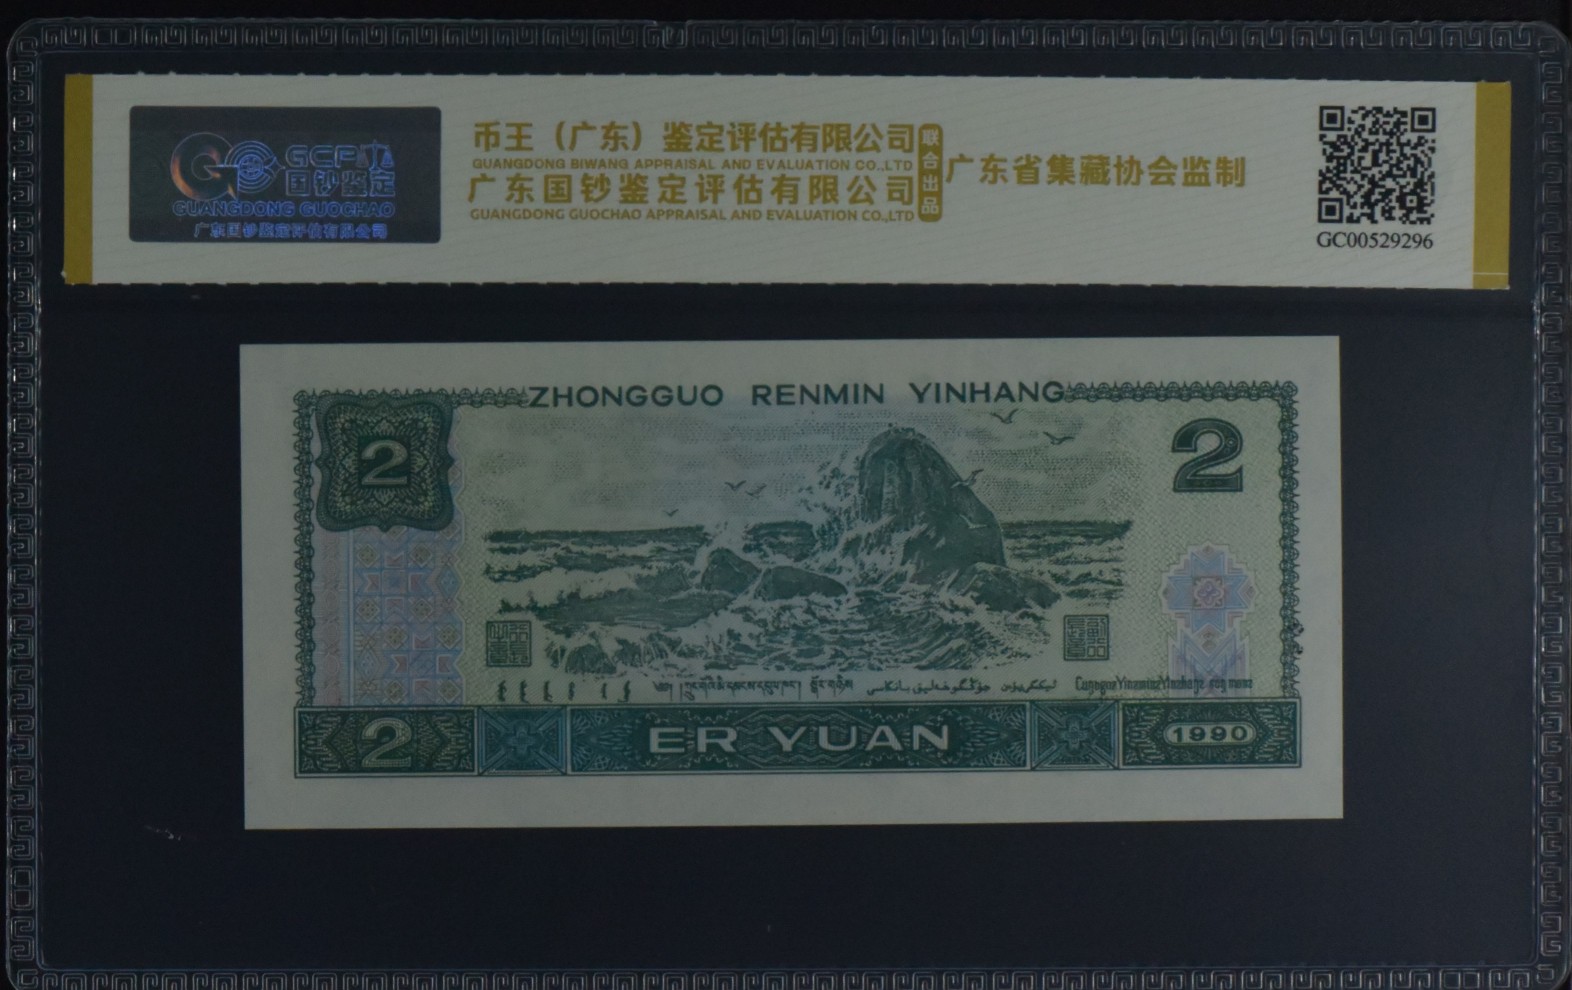 GCF
国钞鉴定
GUANGDONG GUOCHAO
广东国钞鉴定评估有限公司
币王（广东）鉴定评估有限公司
GUANGDONG BIWANG APPRAISAL AND EVALUATION CO.,LTD
广东国钞鉴定评估有限公司
GUANGDONG GUOCHAO APPRAISAL AND EVALUATION CO.,LTD
联合出品
广东省集藏协会监制
GC00529296
ZHONGGUO RENMIN YINHANG
2
2
2
ER YUAN
1990